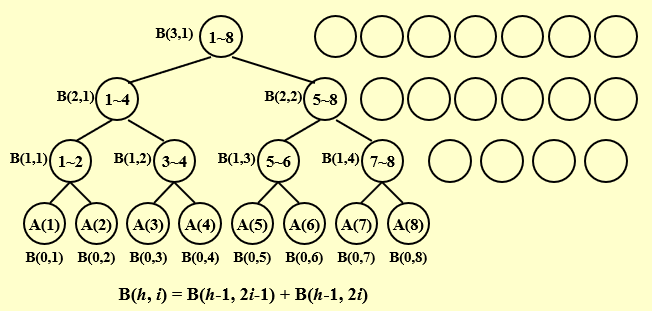 B(3,1) 1~8
B(2,1) 1~4 B(2,2) 5~8
B(1,1) 1~2 B(1,2) 3~4 B(1,3) 5~6 B(1,4) 7~8
A(1) A(2) A(3) A(4) A(5) A(6) A(7) A(8)
B(0,1) B(0,2) B(0,3) B(0,4) B(0,5) B(0,6) B(0,7) B(0,8)
B(h, i) = B(h-1, 2i-1) + B(h-1, 2i)